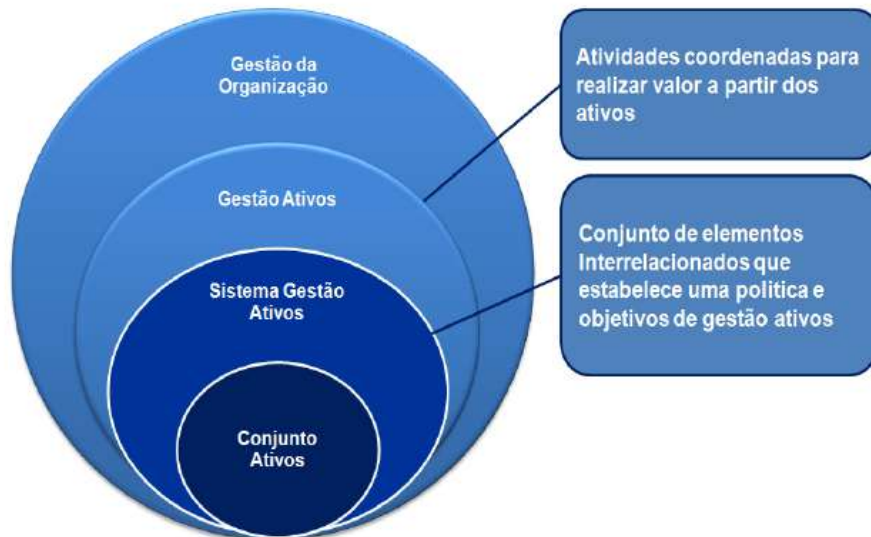 Gestão da
Organização
Gestão Ativos
Sistema Gestão
Ativos
Conjunto
Ativos
Atividades coordenadas para
realizar valor a partir dos
ativos
Conjunto de elementos
Interrelacionados que
estabelece uma politica e
objetivos de gestão ativos